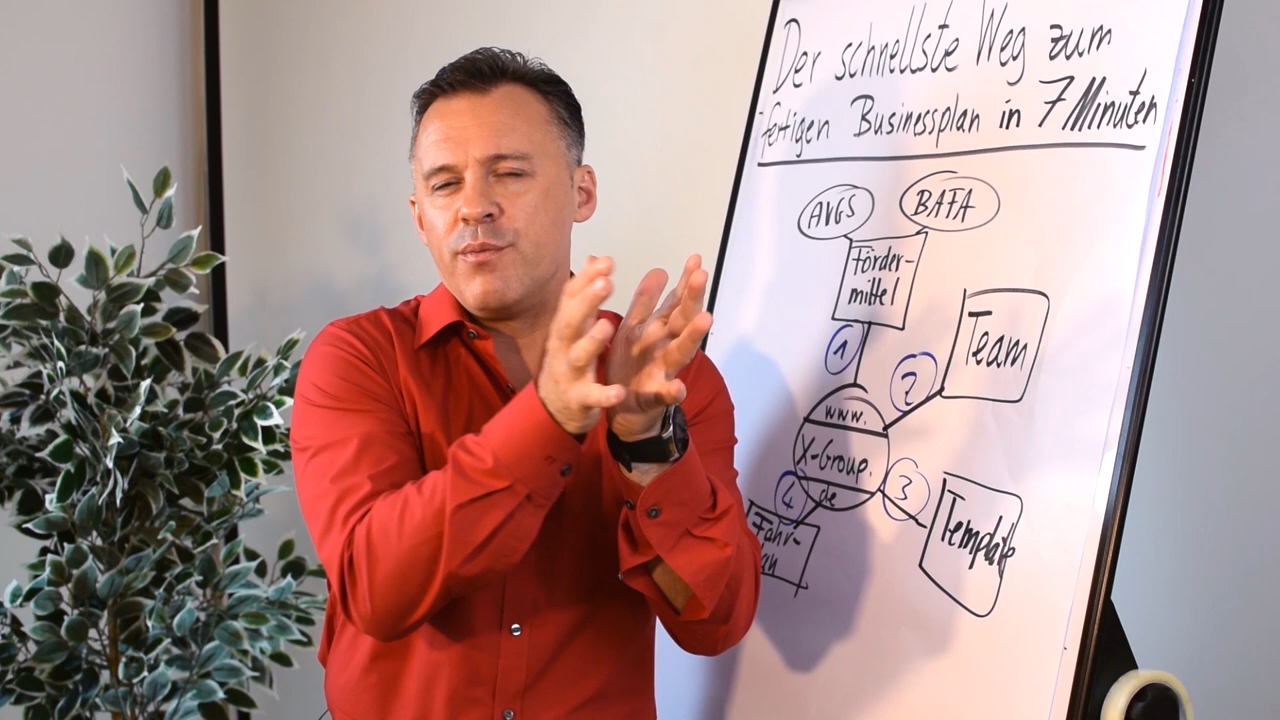 Der schnellste Weg zum
fertigen Businessplan in 7 Minuten
AVGS
BAFA
Förder-
mittel
1
Team
2
www.
X-Group.
de
3
4
Template
Fahr-